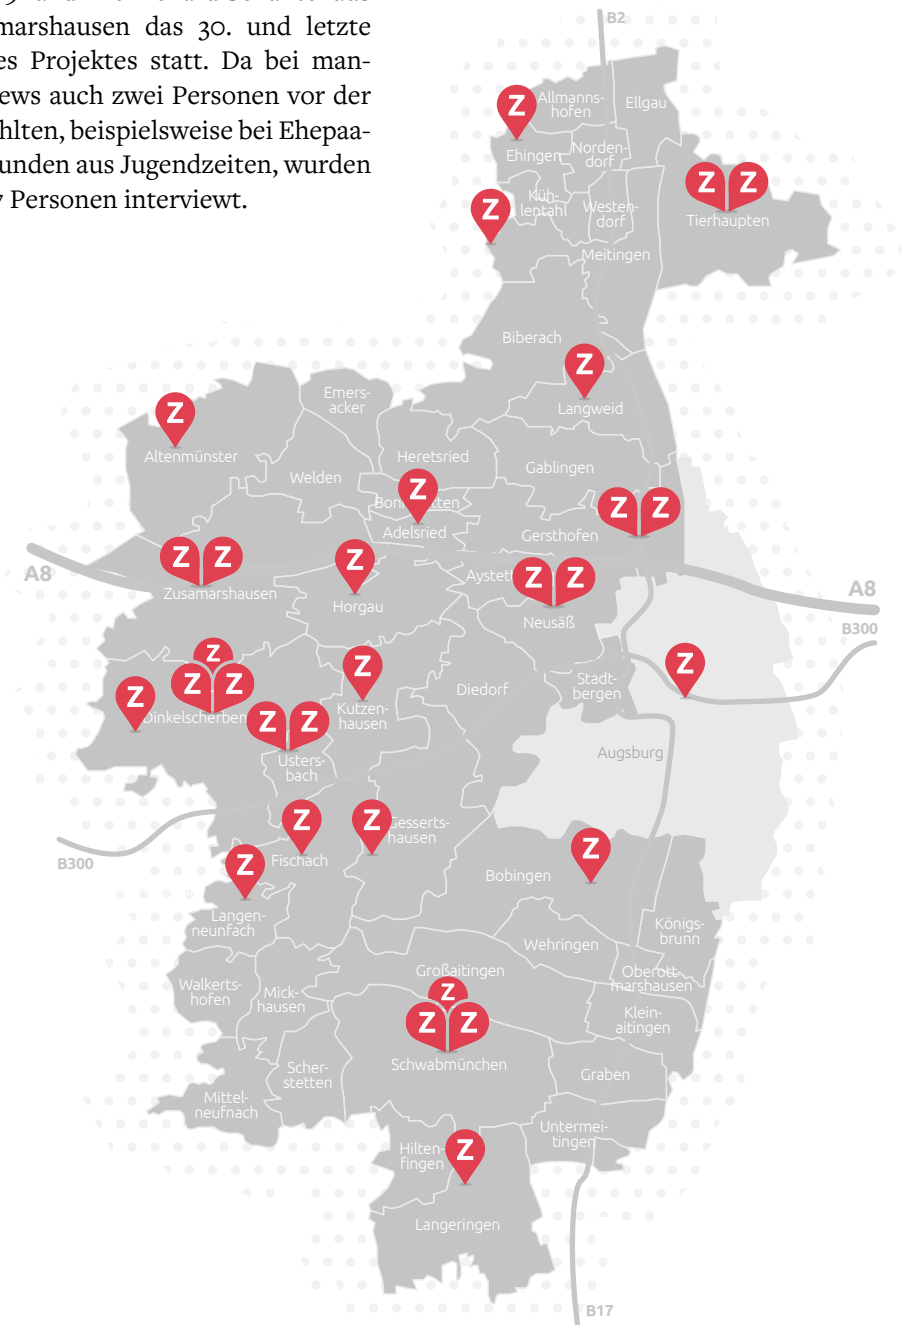 marshausen das 30. und letzte
es Projektes statt. Da bei man-
ews auch zwei Personen vor der
hlten, beispielsweise bei Ehepaa-
unden aus Jugendzeiten, wurden
Personen interviewt.
B2
Z
Allmanns-
hofen
Ellgau
Ehingen
Norden-
dorf
Z Z
Tierhaupten
Z
Küh-
lentahl
Westen-
dorf
Meitingen
Biberach
Z
Langweid
Emers-
acker
Z
Altenmünster
Heretsried
Welden
Gablingen
Z
Adelsried
Z Z
Gersthofen
A8
Z Z
Zusamarshausen
Z
Horgau
Aystett
Z Z
Neusäß
A8
B300
Z
Z
Z Z
Dinkelscherben
Z
Z
Kutzen-
hausen
Diedorf
Stadt-
bergen
Z
Z Z
Usters-
bach
Augsburg
B300
Z
Fischach
Z
Gesserts-
hausen
Z
Langen-
neunfach
Z
Bobingen
Königs-
brunn
Wehringen
Walkerts-
hofen
Mick-
hausen
Großaitingen
Oberott-
marshausen
Z
Z Z
Schwabmünchen
Klein-
aitingen
Scher-
stetten
Graben
Mittel-
neufnach
Untermei-
tingen
Hilten-
fingen
Z
Langeringen
B17